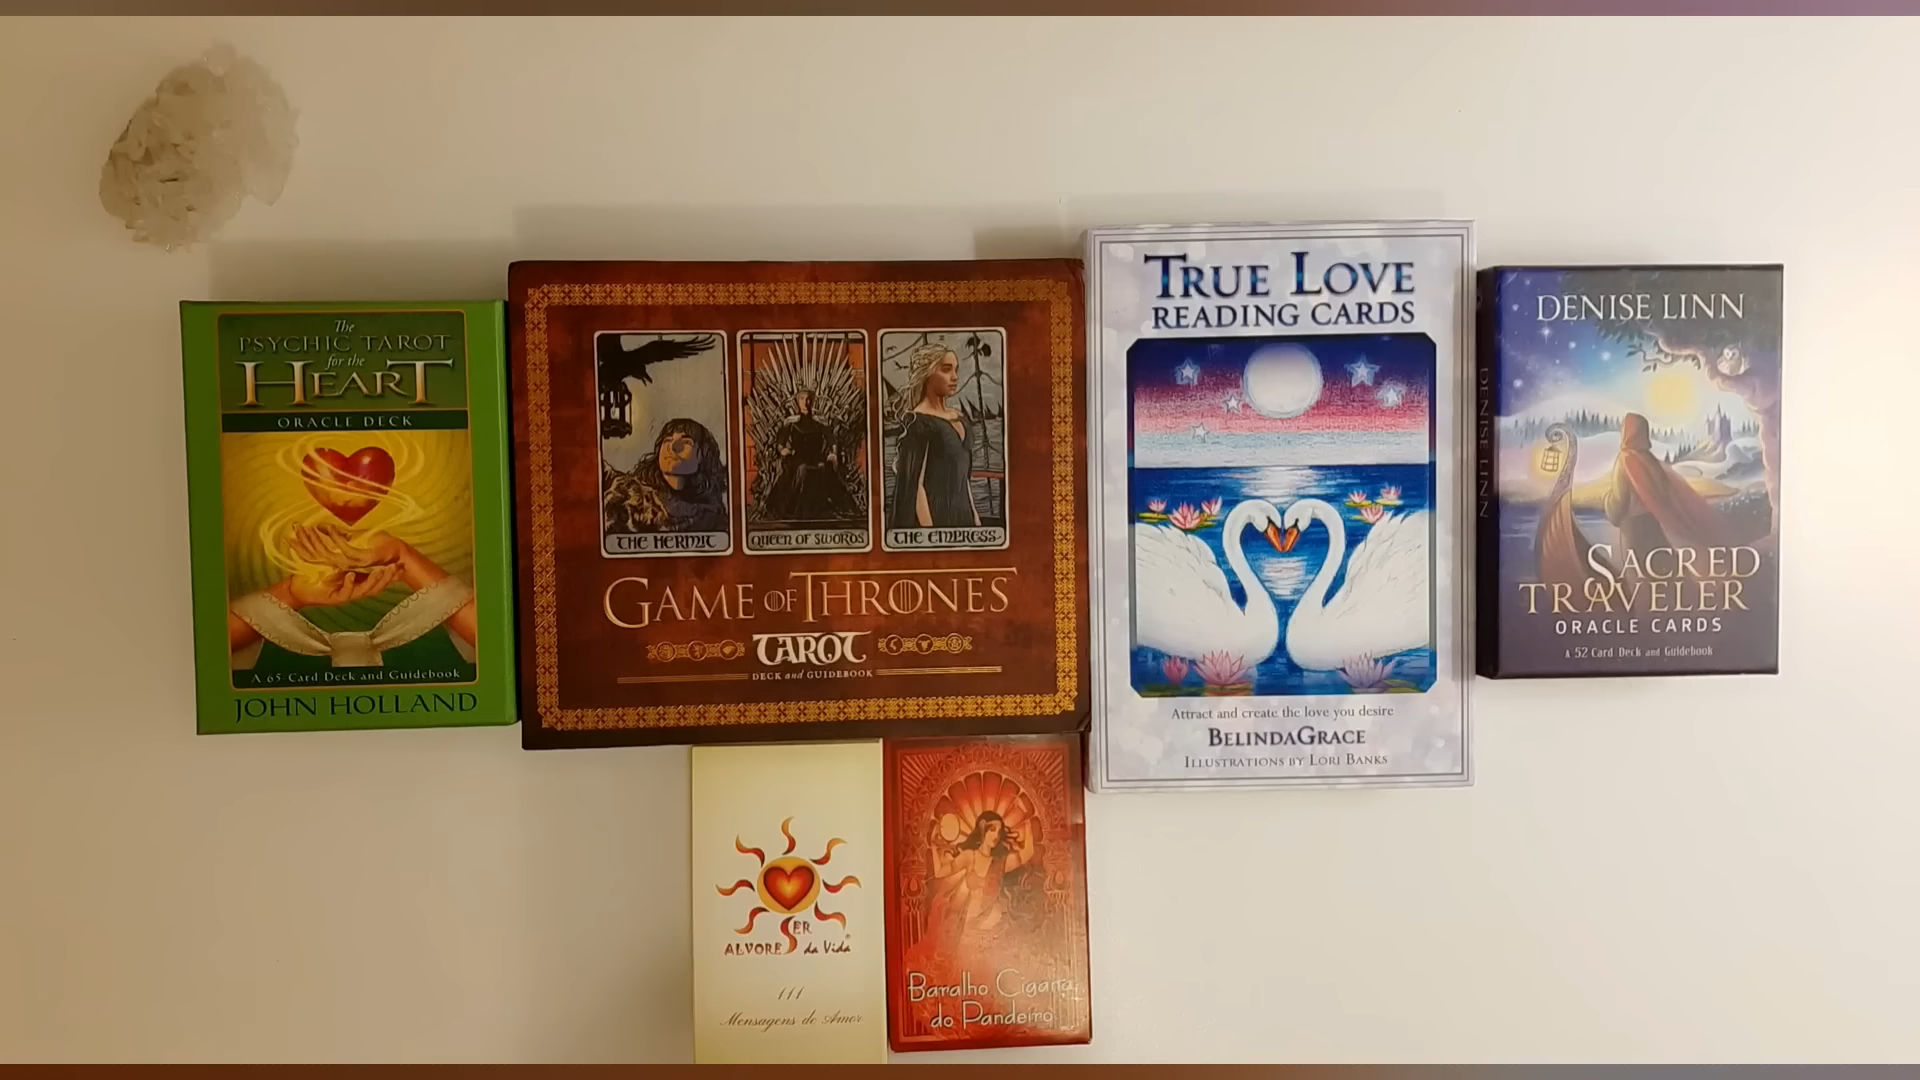 The
PSYCHIC TAROT
for the
HEART
ORACLE DECK
A 65 Card Deck and Guidebook
JOHN HOLLAND
THE HERMIT
QUEEN OF SWORDS
THE EMPRESS
GAME OF THRONES
TAROT
DECK and GUIDEBOOK
TRUE LOVE
READING CARDS
Attract and create the love you desire
BELINDAGRACE
ILLUSTRATIONS BY LORI BANKS
DENISE LINN
DENISE LINN
SACRED
TRAVELER
ORACLE CARDS
A 52 Card Deck and Guidebook
ALVORESER da Vida®
111
Mensagens de Amor
Baralho Cigano
do Pandeiro